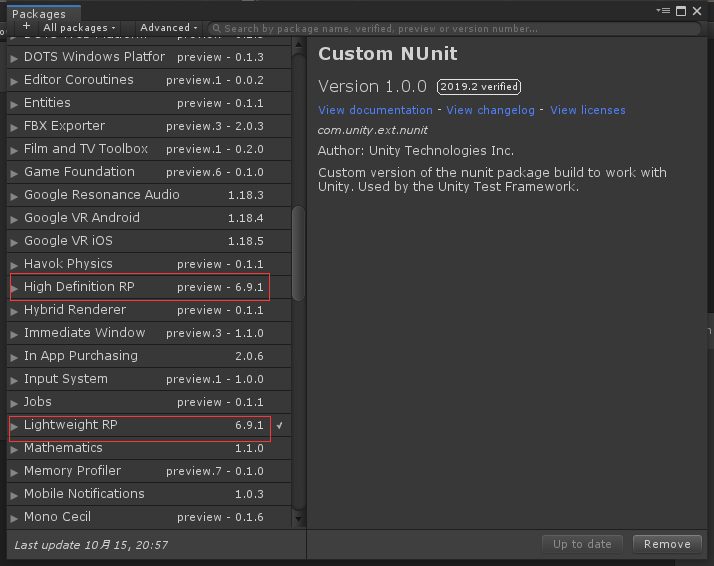 Packages
+ All packages Advanced Search by package name, verified, preview or version number...
DOTS Windows Platfor preview - 0.1.3
Editor Coroutines preview.1 - 0.0.2
Entities preview - 0.1.1
FBX Exporter preview.3 - 2.0.3
Film and TV Toolbox preview.1 - 0.2.0
Game Foundation preview.6 - 0.1.0
Google Resonance Audio 1.18.3
Google VR Android 1.18.4
Google VR iOS 1.18.5
Havok Physics preview - 0.1.1
High Definition RP preview - 6.9.1
Hybrid Renderer preview - 0.1.1
Immediate Window preview.3 - 1.1.0
In App Purchasing 2.0.6
Input System preview.1 - 1.0.0
Jobs preview - 0.1.1
Lightweight RP 6.9.1 ✓
Mathematics 1.1.0
Memory Profiler preview.7 - 0.1.0
Mobile Notifications 1.0.3
Mono Cecil preview - 0.1.6
Last update 10月 15, 20:57
Custom NUnit
Version 1.0.0 2019.2 verified
View documentation - View changelog - View licenses
com.unity.ext.nunit
Author: Unity Technologies Inc.
Custom version of the nunit package build to work with
Unity. Used by the Unity Test Framework.
Up to date Remove